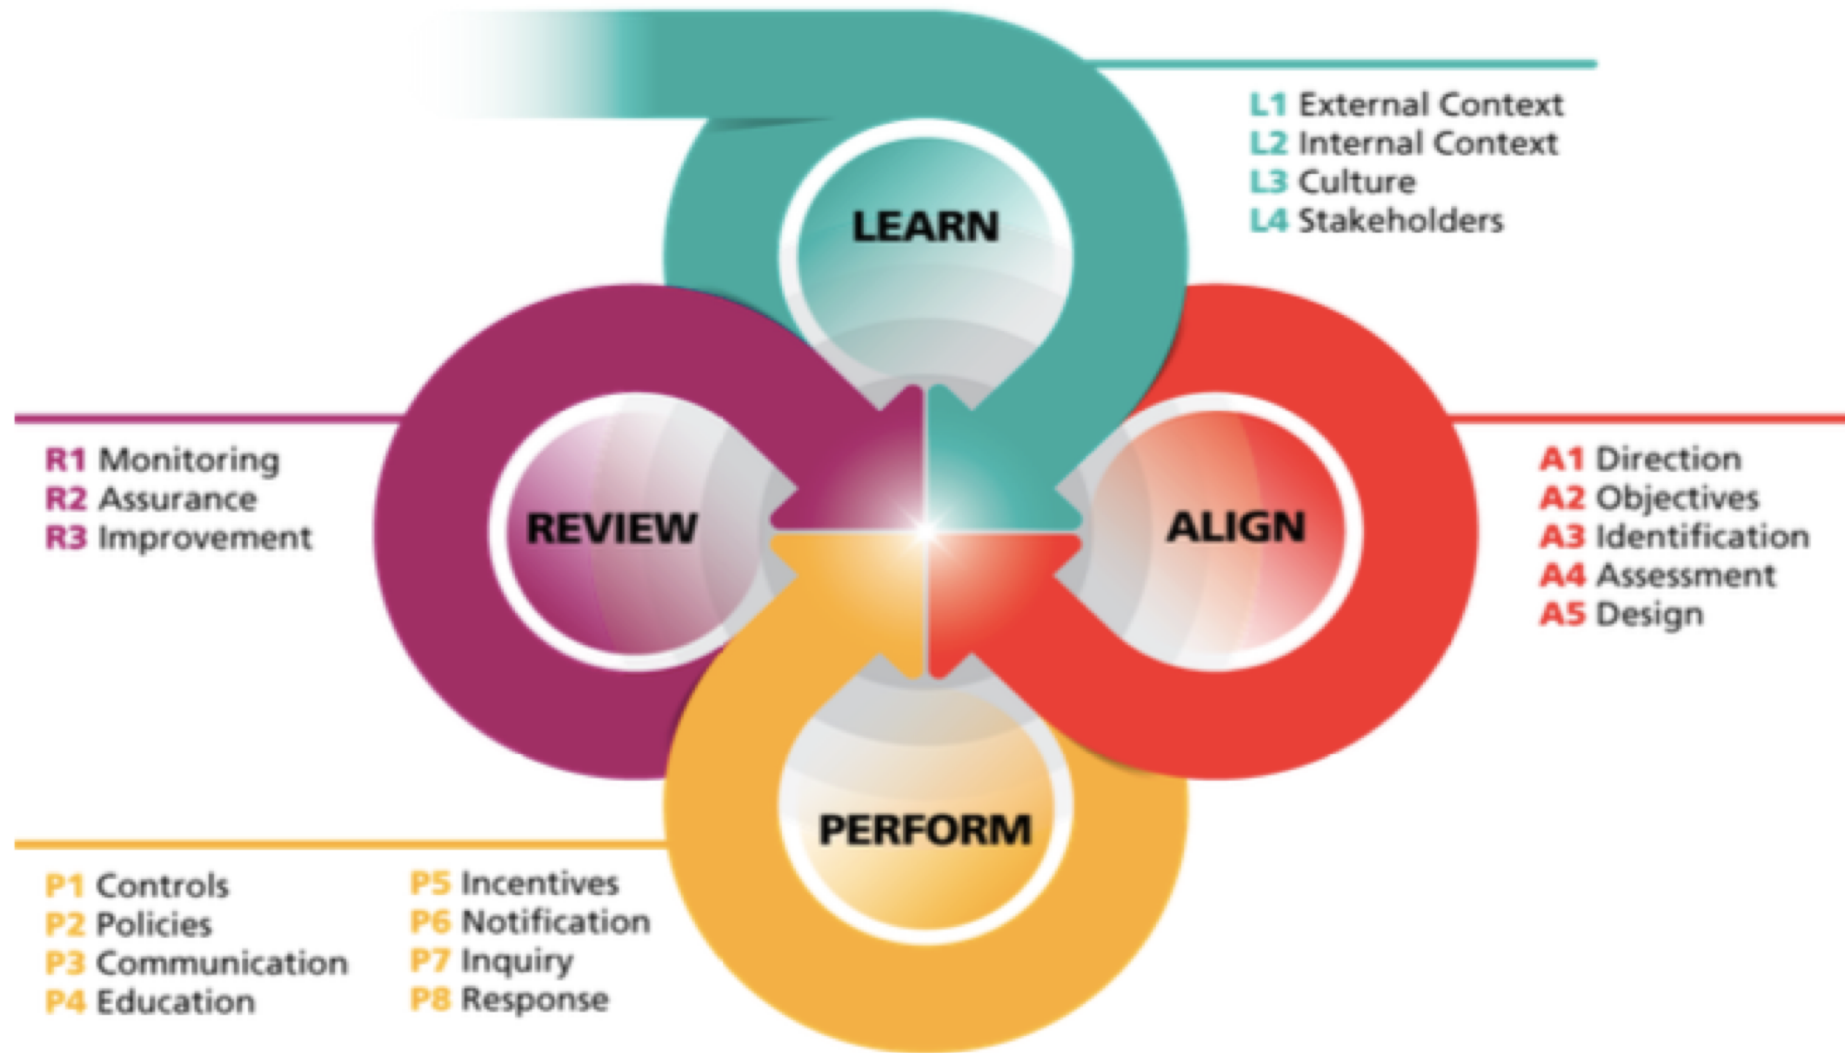 LEARN
L1 External Context
L2 Internal Context
L3 Culture
L4 Stakeholders
ALIGN
A1 Direction
A2 Objectives
A3 Identification
A4 Assessment
A5 Design
PERFORM
P1 Controls
P2 Policies
P3 Communication
P4 Education
P5 Incentives
P6 Notification
P7 Inquiry
P8 Response
REVIEW
R1 Monitoring
R2 Assurance
R3 Improvement